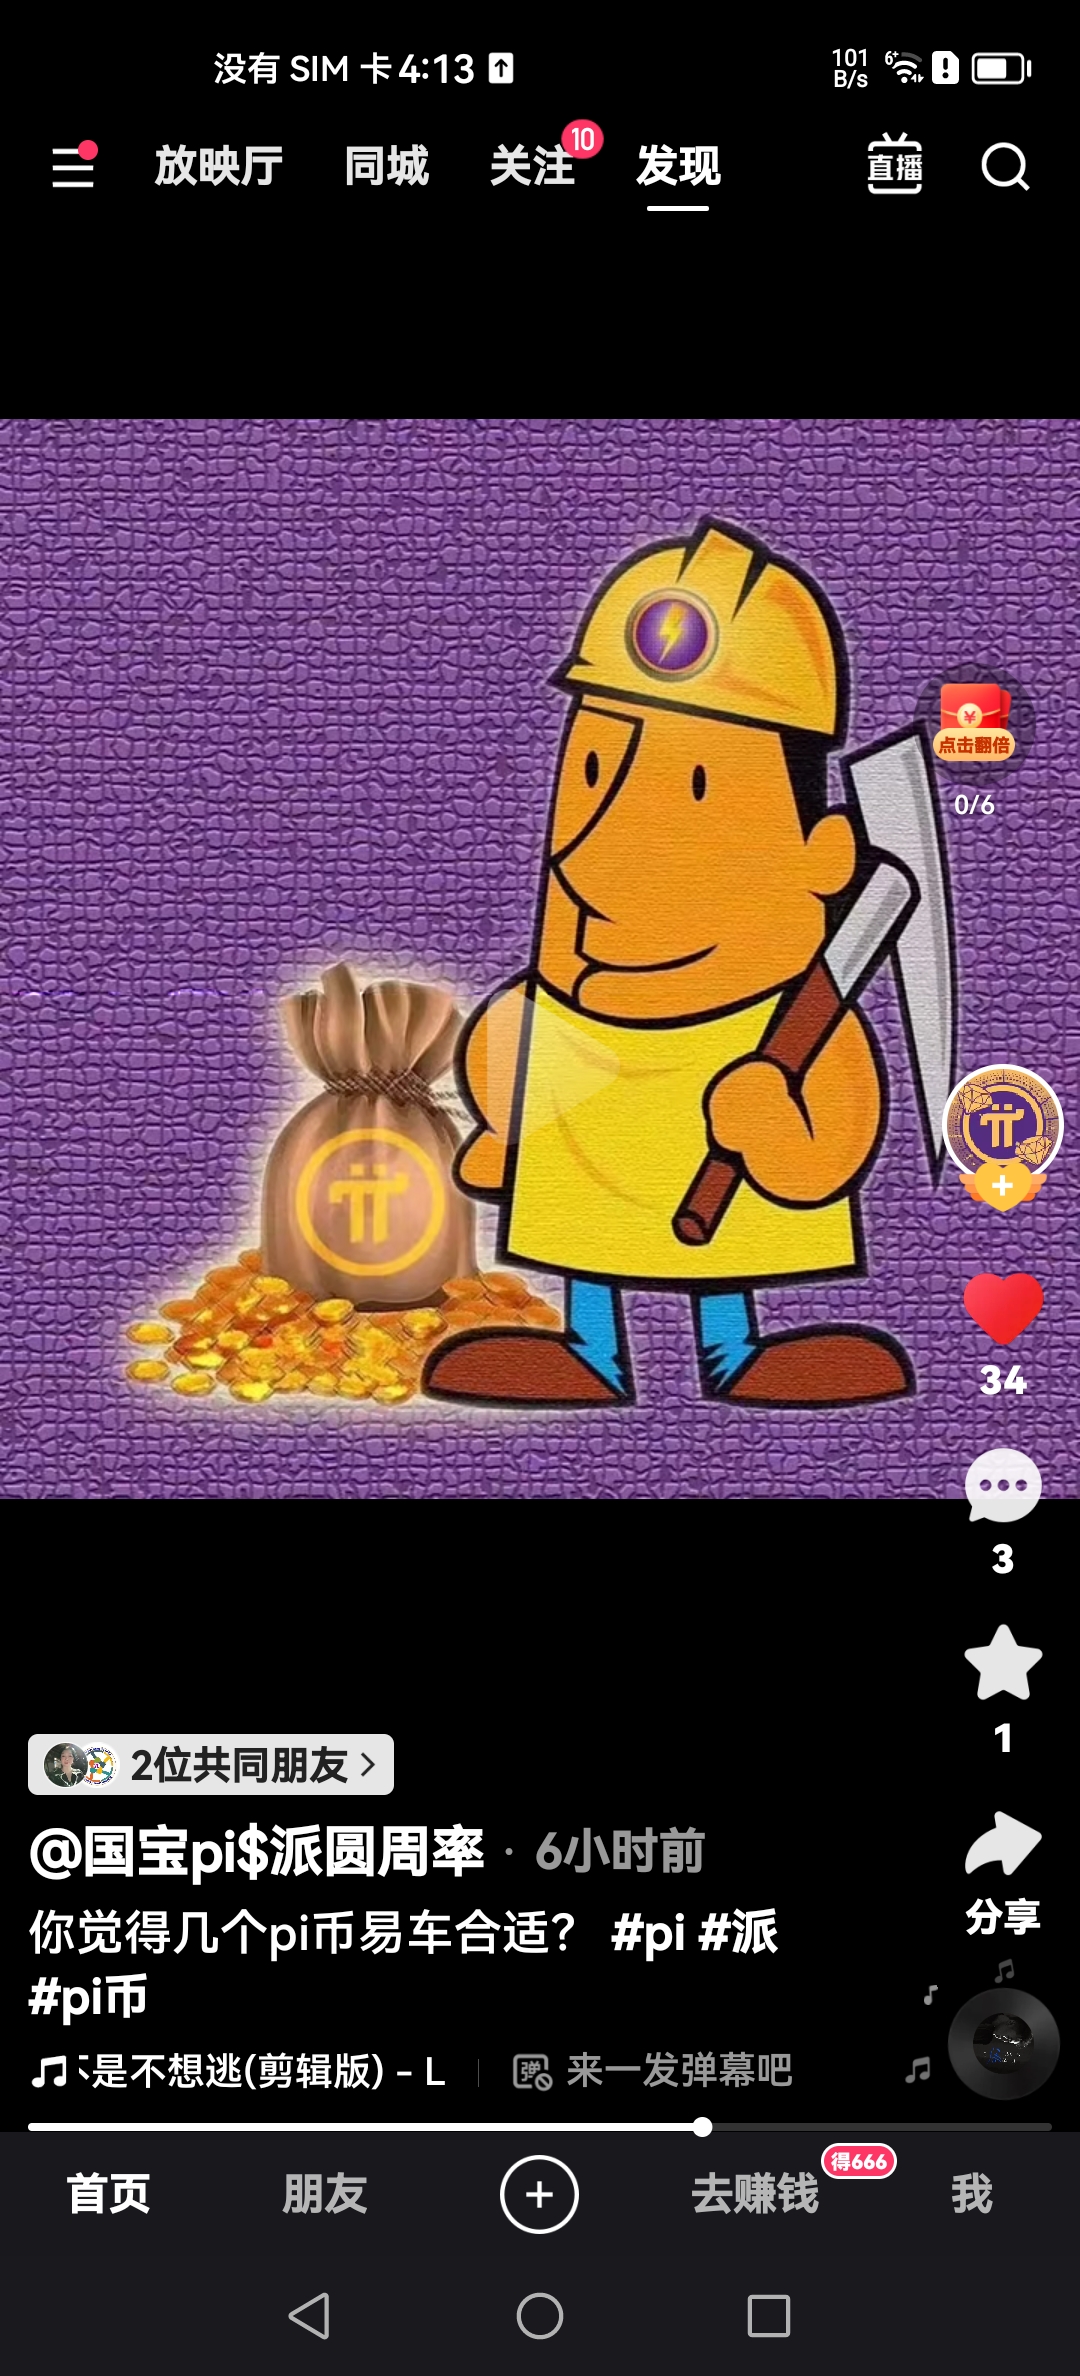 没有 SIM 卡 4:13
101 B/s
6+
放映厅 同城 关注 10 发现 直播
点击翻倍
0/6
34
3
1
2位共同朋友
@国宝pi$派圆周率 · 6小时前
分享
你觉得几个pi币易车合适？ #pi #派
#pi币
是不想逃(剪辑版) - L
弹 来一发弹幕吧
首页 朋友 去赚钱 得666 我